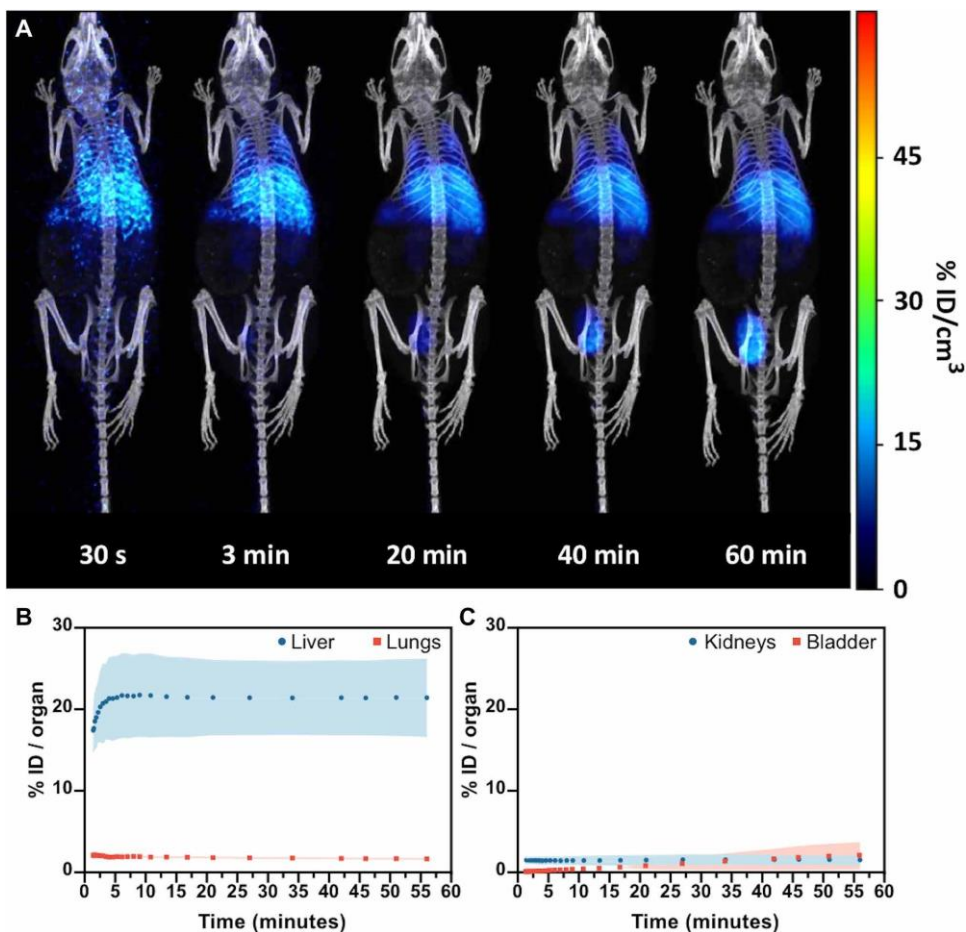 A
45
30
15
0
% ID/cm³
30 s 3 min 20 min 40 min 60 min
B
30
20
10
0
% ID / organ
Liver Lungs
0 5 10 15 20 25 30 35 40 45 50 55 60
Time (minutes)
C
30
20
10
0
% ID / organ
Kidneys Bladder
0 5 10 15 20 25 30 35 40 45 50 55 60
Time (minutes)